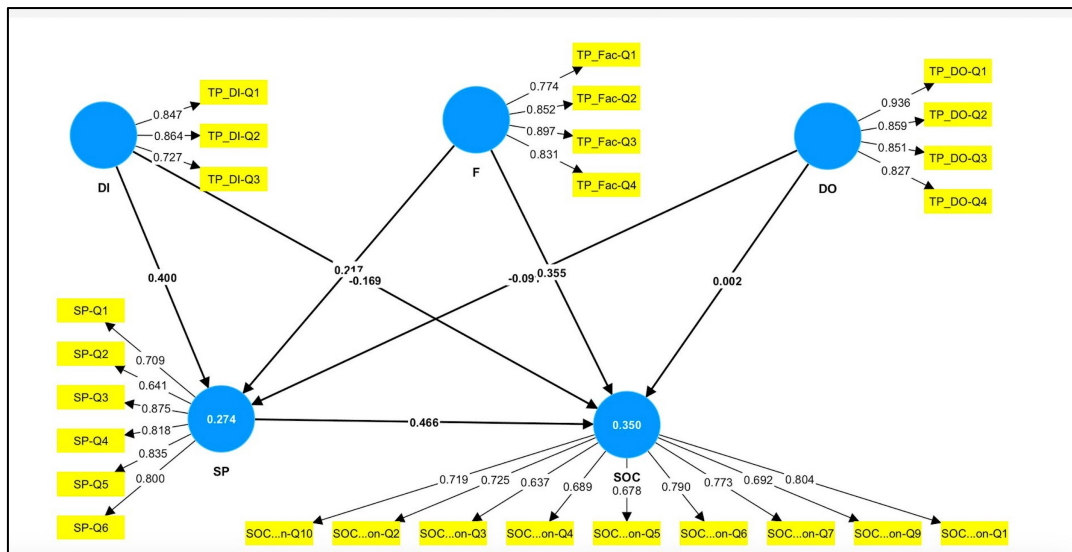 TP_DI-Q1
TP_DI-Q2
TP_DI-Q3
0.847
0.864
0.727
DI
TP_Fac-Q1
TP_Fac-Q2
TP_Fac-Q3
TP_Fac-Q4
0.774
0.852
0.897
0.831
F
TP_DO-Q1
TP_DO-Q2
TP_DO-Q3
TP_DO-Q4
0.936
0.859
0.851
0.827
DO
0.400
0.217
-0.169
0.355
0.002
SP-Q1
SP-Q2
SP-Q3
SP-Q4
SP-Q5
SP-Q6
0.709
0.641
0.875
0.818
0.835
0.800
0.274
SP
0.466
0.350
SOC
0.719
0.725
0.637
0.689
0.678
0.790
0.773
0.692
0.804
SOC...n-Q10
SOC...on-Q2
SOC...on-Q3
SOC...on-Q4
SOC...on-Q5
SOC...on-Q6
SOC...on-Q7
SOC...on-Q9
SOC...on-Q1